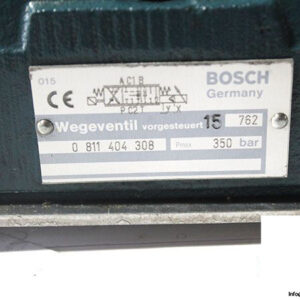 015
BOSCH
Germany
CE
A C1 B
P C2 T Y X
Wegeventil vorgesteuert 15 762
0 811 404 308 Pmax 350 bar